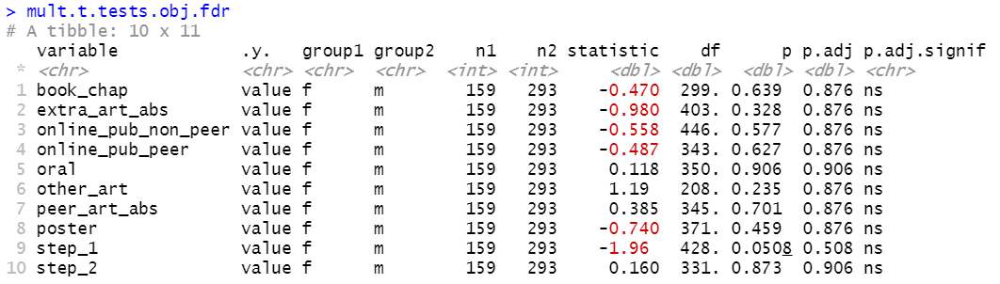 > mult.t.tests.obj.fdr
# A tibble: 10 x 11
   variable            .y.   group1 group2    n1    n2 statistic    df      p p.adj p.adj.signif
 * <chr>               <chr> <chr>  <chr>  <int> <int>     <dbl> <dbl>  <dbl> <dbl> <chr>
 1 book_chap           value f      m        159   293    -0.470  299. 0.639  0.876 ns
 2 extra_art_abs       value f      m        159   293    -0.980  403. 0.328  0.876 ns
 3 online_pub_non_peer value f      m        159   293    -0.558  446. 0.577  0.876 ns
 4 online_pub_peer     value f      m        159   293    -0.487  343. 0.627  0.876 ns
 5 oral                value f      m        159   293     0.118  350. 0.906  0.906 ns
 6 other_art           value f      m        159   293     1.19   208. 0.235  0.876 ns
 7 peer_art_abs        value f      m        159   293     0.385  345. 0.701  0.876 ns
 8 poster              value f      m        159   293    -0.740  371. 0.459  0.876 ns
 9 step_1              value f      m        159   293    -1.96   428. 0.0508 0.508 ns
10 step_2              value f      m        159   293     0.160  331. 0.873  0.906 ns